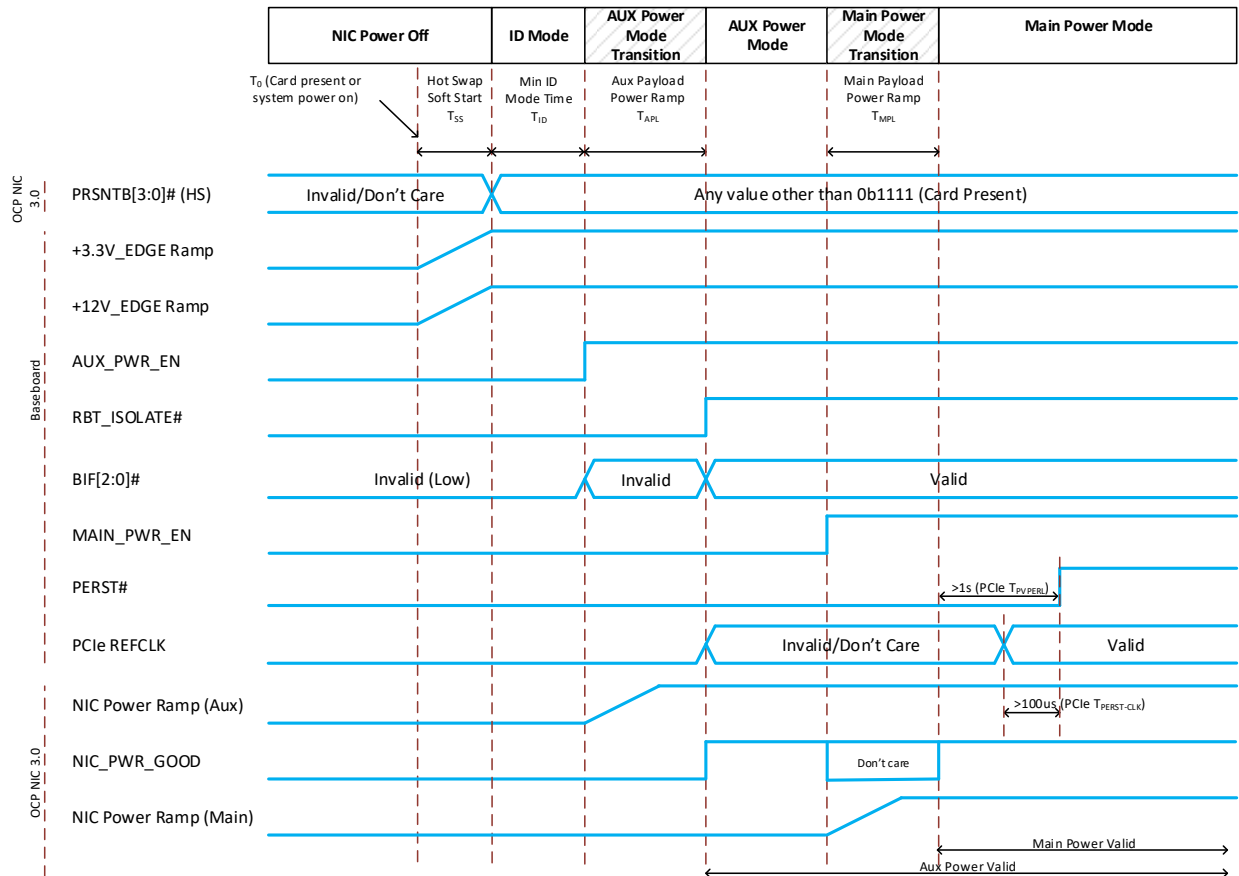 NIC Power Off
ID Mode
AUX Power
Mode
Transition
AUX Power
Mode
Main Power
Mode
Transition
Main Power Mode
T0 (Card present or
system power on)
Hot Swap
Soft Start
TSS
Min ID
Mode Time
TID
Aux Payload
Power Ramp
TAPL
Main Payload
Power Ramp
TMPL
OCP NIC
3.0
PRSNTB[3:0]# (HS)
Invalid/Don't Care
Any value other than 0b1111 (Card Present)
Baseboard
+3.3V_EDGE Ramp
+12V_EDGE Ramp
AUX_PWR_EN
RBT_ISOLATE#
BIF[2:0]#
Invalid (Low)
Invalid
Valid
MAIN_PWR_EN
PERST#
>1s (PCIe TPVPERL)
PCIe REFCLK
Invalid/Don't Care
Valid
OCP NIC 3.0
NIC Power Ramp (Aux)
>100us (PCIe TPERST-CLK)
NIC_PWR_GOOD
Don't care
NIC Power Ramp (Main)
Main Power Valid
Aux Power Valid